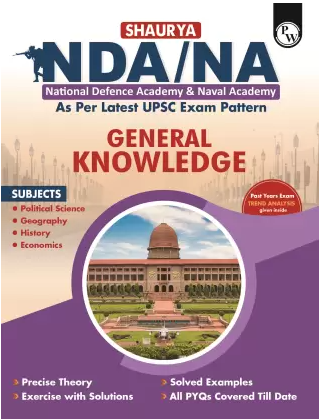 SHAURYA
PW
NDA/NA
National Defence Academy & Naval Academy
As Per Latest UPSC Exam Pattern
GENERAL
KNOWLEDGE
SUBJECTS
• Political Science
• Geography
• History
• Economics
Past Years Exam
TREND ANALYSIS
given inside
Precise Theory
Exercise with Solutions
Solved Examples
All PYQs Covered Till Date